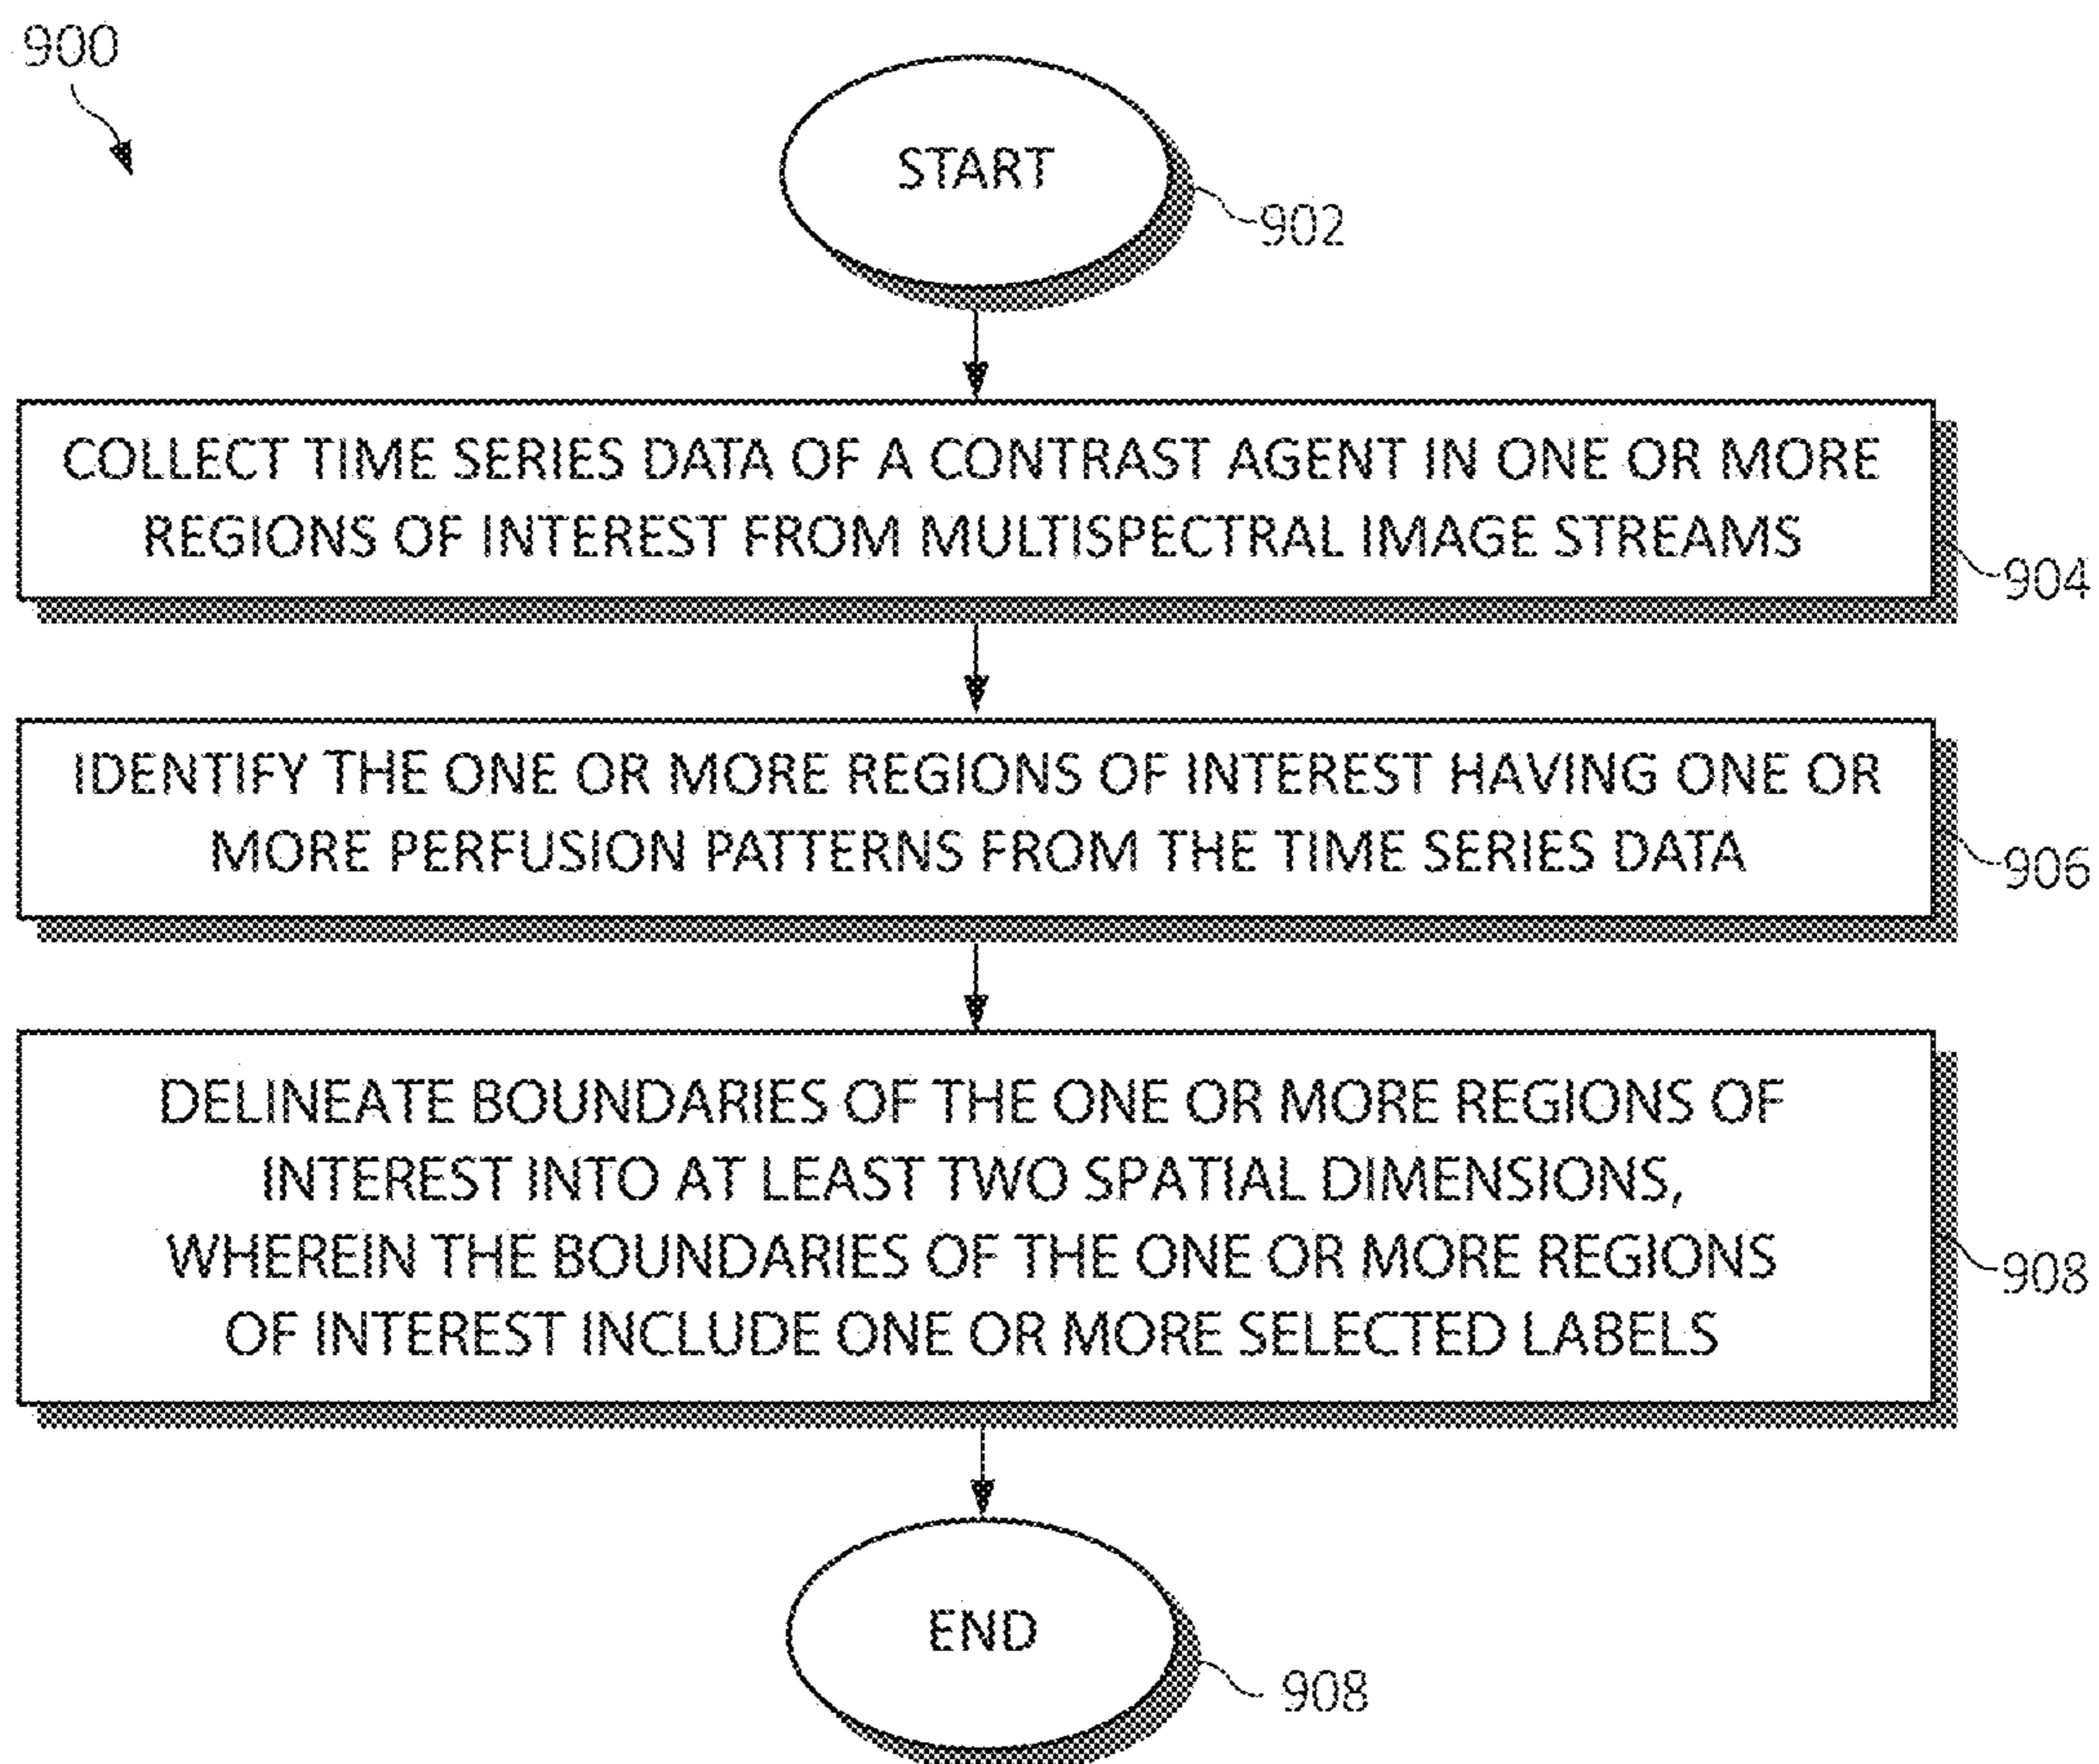 900
START
902
COLLECT TIME SERIES DATA OF A CONTRAST AGENT IN ONE OR MORE
REGIONS OF INTEREST FROM MULTISPECTRAL IMAGE STREAMS
904
IDENTIFY THE ONE OR MORE REGIONS OF INTEREST HAVING ONE OR
MORE PERFUSION PATTERNS FROM THE TIME SERIES DATA
906
DELINEATE BOUNDARIES OF THE ONE OR MORE REGIONS OF
INTEREST INTO AT LEAST TWO SPATIAL DIMENSIONS,
WHEREIN THE BOUNDARIES OF THE ONE OR MORE REGIONS
OF INTEREST INCLUDE ONE OR MORE SELECTED LABELS
908
END
908